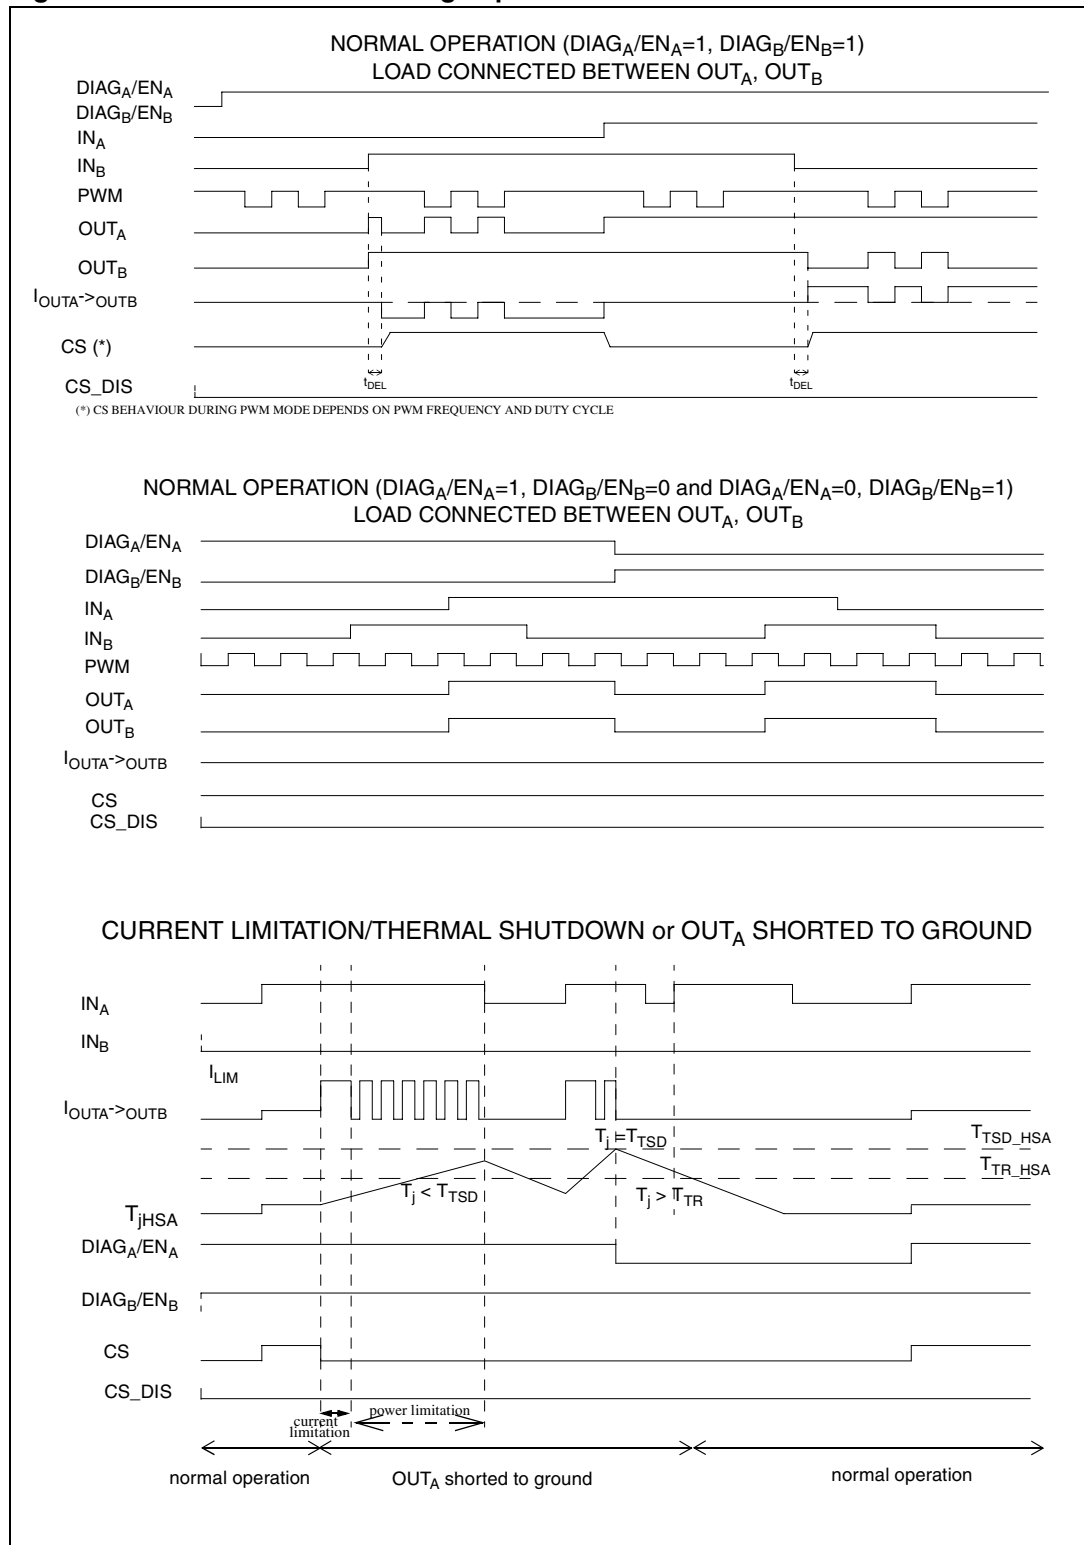 NORMAL OPERATION (DIAGA/ENA=1, DIAGB/ENB=1)
LOAD CONNECTED BETWEEN OUTA, OUTB
DIAGA/ENA
DIAGB/ENB
INA
INB
PWM
OUTA
OUTB
IOUTA->OUTB
CS (*)
tDEL
tDEL
CS_DIS
(*) CS BEHAVIOUR DURING PWM MODE DEPENDS ON PWM FREQUENCY AND DUTY CYCLE
NORMAL OPERATION (DIAGA/ENA=1, DIAGB/ENB=0 and DIAGA/ENA=0, DIAGB/ENB=1)
LOAD CONNECTED BETWEEN OUTA, OUTB
DIAGA/ENA
DIAGB/ENB
INA
INB
PWM
OUTA
OUTB
IOUTA->OUTB
CS
CS_DIS
CURRENT LIMITATION/THERMAL SHUTDOWN or OUTA SHORTED TO GROUND
INA
INB
ILIM
IOUTA->OUTB
Tj = TTSD
TTSD_HSA
TTR_HSA
Tj < TTSD
Tj > TTR
TjHSA
DIAGA/ENA
DIAGB/ENB
CS
CS_DIS
current
limitation
power limitation
normal operation
OUTA shorted to ground
normal operation